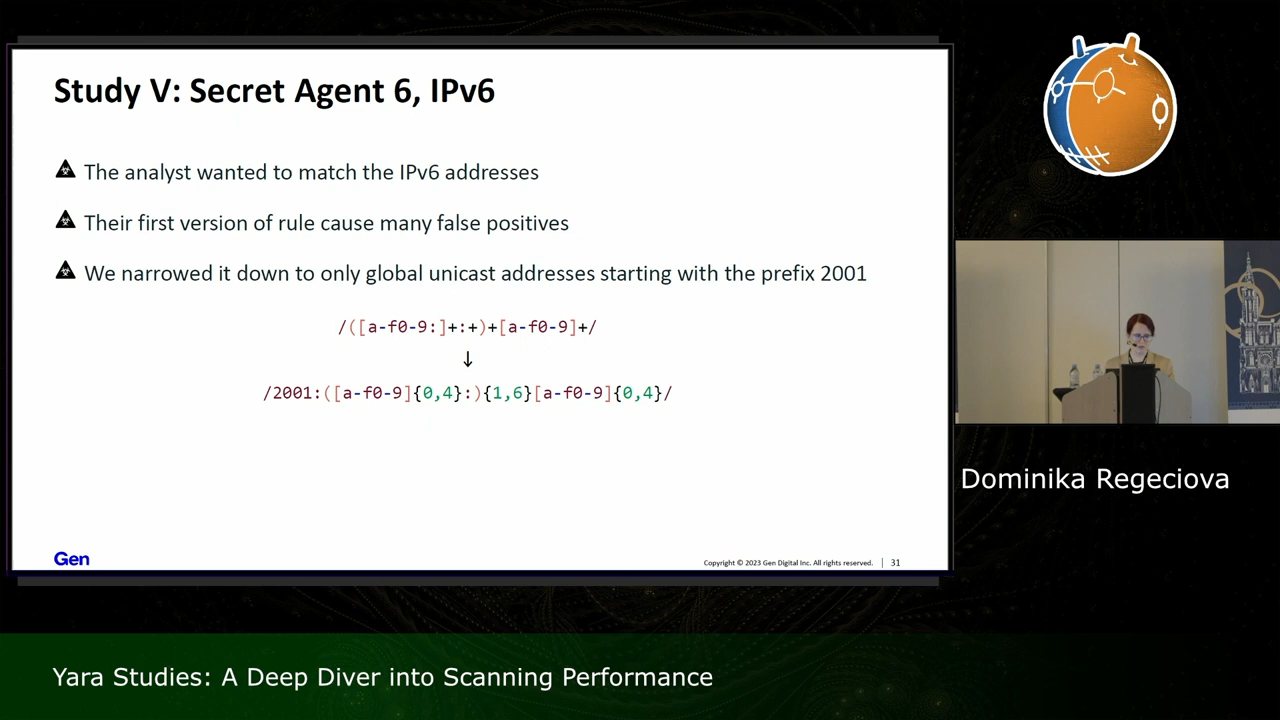 Study V: Secret Agent 6, IPv6
The analyst wanted to match the IPv6 addresses
Their first version of rule cause many false positives
We narrowed it down to only global unicast addresses starting with the prefix 2001
/([a-f0-9:]+:+)+[a-f0-9]+/
↓
/2001:([a-f0-9]{0,4}:){1,6}[a-f0-9]{0,4}/
Gen
Copyright © 2023 Gen Digital Inc. All rights reserved. | 31
Dominika Regeciova
Yara Studies: A Deep Diver into Scanning Performance